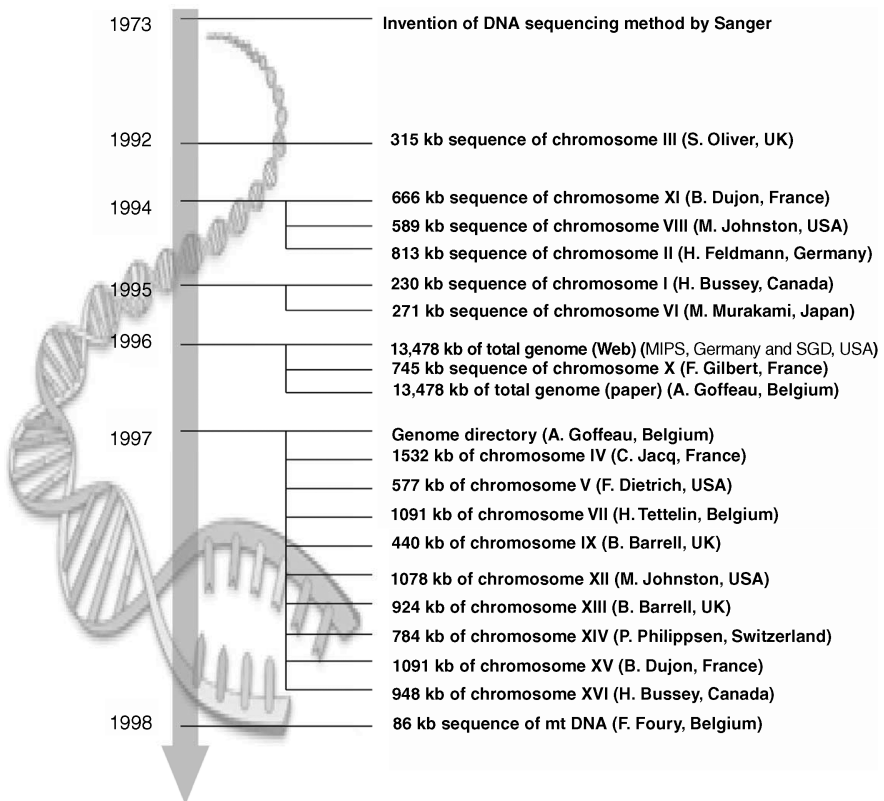 1973
Invention of DNA sequencing method by Sanger
1992
315 kb sequence of chromosome III (S. Oliver, UK)
1994
666 kb sequence of chromosome XI (B. Dujon, France)
589 kb sequence of chromosome VIII (M. Johnston, USA)
813 kb sequence of chromosome II (H. Feldmann, Germany)
1995
230 kb sequence of chromosome I (H. Bussey, Canada)
271 kb sequence of chromosome VI (M. Murakami, Japan)
1996
13,478 kb of total genome (Web) (MIPS, Germany and SGD, USA)
745 kb sequence of chromosome X (F. Gilbert, France)
13,478 kb of total genome (paper) (A. Goffeau, Belgium)
1997
Genome directory (A. Goffeau, Belgium)
1532 kb of chromosome IV (C. Jacq, France)
577 kb of chromosome V (F. Dietrich, USA)
1091 kb of chromosome VII (H. Tettelin, Belgium)
440 kb of chromosome IX (B. Barrell, UK)
1078 kb of chromosome XII (M. Johnston, USA)
924 kb of chromosome XIII (B. Barrell, UK)
784 kb of chromosome XIV (P. Philippsen, Switzerland)
1091 kb of chromosome XV (B. Dujon, France)
948 kb of chromosome XVI (H. Bussey, Canada)
1998
86 kb sequence of mt DNA (F. Foury, Belgium)